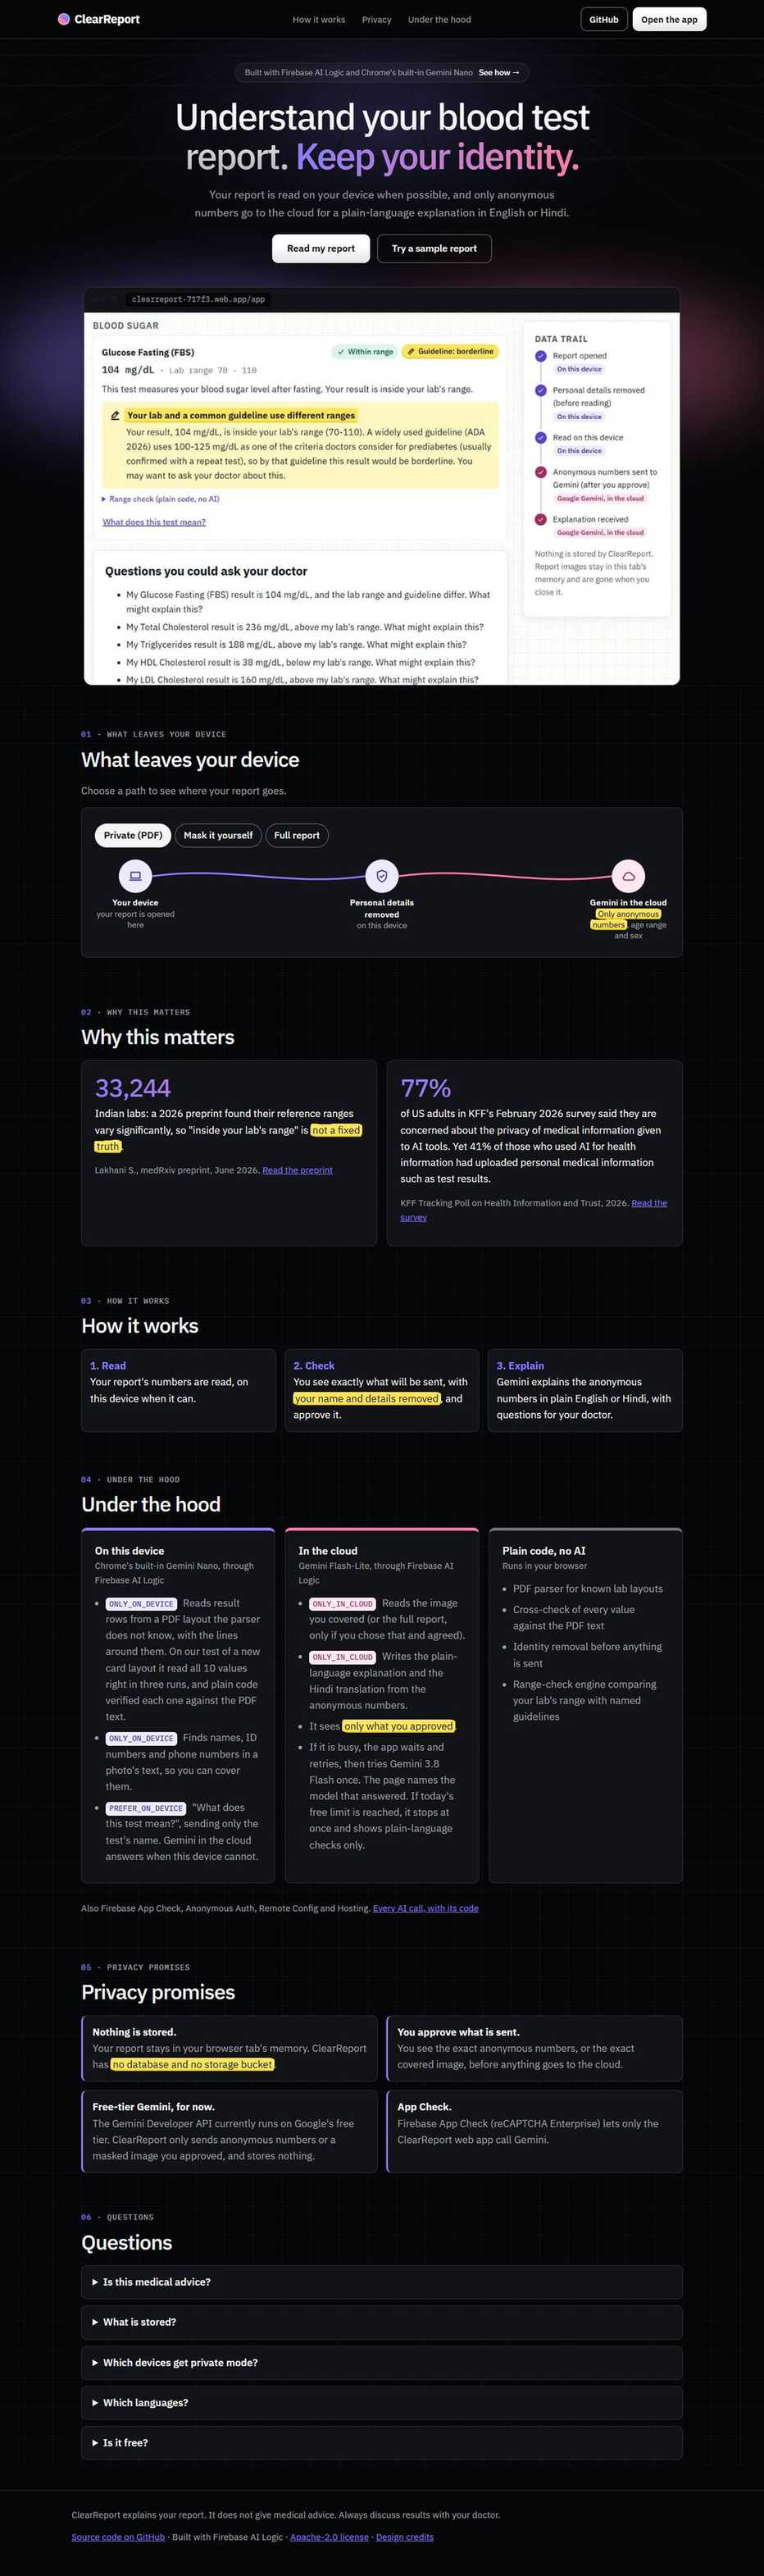 ClearReport
How it works
Privacy
Under the hood
GitHub
Open the app
Built with Firebase AI Logic and Chrome's built-in Gemini Nano See how →
Understand your blood test
report. Keep your identity.
Your report is read on your device when possible, and only anonymous
numbers go to the cloud for a plain-language explanation in English or Hindi.
Read my report
Try a sample report
clearreport-717f3.web.app/app
BLOOD SUGAR
Glucose Fasting (FBS)
✓ Within range
Guideline: borderline
104 mg/dL · Lab range 70 - 110
This test measures your blood sugar level after fasting. Your result is inside your lab's range.
Your lab and a common guideline use different ranges
Your result, 104 mg/dL, is inside your lab's range (70-110). A widely used guideline (ADA
2026) uses 100-125 mg/dL as one of the criteria doctors consider for prediabetes (usually
confirmed with a repeat test), so by that guideline this result would be borderline. You
may want to ask your doctor about this.
▶ Range check (plain code, no AI)
What does this test mean?
Questions you could ask your doctor
• My Glucose Fasting (FBS) result is 104 mg/dL, and the lab range and guideline differ. What
might explain this?
• My Total Cholesterol result is 236 mg/dL, above my lab's range. What might explain this?
• My Triglycerides result is 188 mg/dL, above my lab's range. What might explain this?
• My HDL Cholesterol result is 38 mg/dL, below my lab's range. What might explain this?
• My LDL Cholesterol result is 160 mg/dL, above my lab's range. What might explain this?
DATA TRAIL
Report opened
On this device
Personal details removed
(before reading)
On this device
Read on this device
On this device
Anonymous numbers sent to
Gemini (after you approve)
Google Gemini, in the cloud
Explanation received
Google Gemini, in the cloud
Nothing is stored by ClearReport.
Report images stay in this tab's
memory and are gone when you
close it.
01 · WHAT LEAVES YOUR DEVICE
What leaves your device
Choose a path to see where your report goes.
Private (PDF)
Mask it yourself
Full report
Your device
your report is opened
here
Personal details
removed
on this device
Gemini in the cloud
Only anonymous
numbers, age range
and sex
02 · WHY THIS MATTERS
Why this matters
33,244
Indian labs: a 2026 preprint found their reference ranges
vary significantly, so "inside your lab's range" is not a fixed
truth.
Lakhani S., medRxiv preprint, June 2026. Read the preprint
77%
of US adults in KFF's February 2026 survey said they are
concerned about the privacy of medical information given
to AI tools. Yet 41% of those who used AI for health
information had uploaded personal medical information
such as test results.
KFF Tracking Poll on Health Information and Trust, 2026. Read the
survey
03 · HOW IT WORKS
How it works
1. Read
Your report's numbers are read, on
this device when it can.
2. Check
You see exactly what will be sent, with
your name and details removed, and
approve it.
3. Explain
Gemini explains the anonymous
numbers in plain English or Hindi, with
questions for your doctor.
04 · UNDER THE HOOD
Under the hood
On this device
Chrome's built-in Gemini Nano, through
Firebase AI Logic
• ONLY_ON_DEVICE Reads result
rows from a PDF layout the parser
does not know, with the lines
around them. On our test of a new
card layout it read all 10 values
right in three runs, and plain code
verified each one against the PDF
text.
• ONLY_ON_DEVICE Finds names, ID
numbers and phone numbers in a
photo's text, so you can cover
them.
• PREFER_ON_DEVICE "What does
this test mean?", sending only the
test's name. Gemini in the cloud
answers when this device cannot.
In the cloud
Gemini Flash-Lite, through Firebase AI
Logic
• ONLY_IN_CLOUD Reads the image
you covered (or the full report,
only if you chose that and agreed).
• ONLY_IN_CLOUD Writes the plain-
language explanation and the
Hindi translation from the
anonymous numbers.
• It sees only what you approved.
• If it is busy, the app waits and
retries, then tries Gemini 3.8
Flash once. The page names the
model that answered. If today's
free limit is reached, it stops at
once and shows plain-language
checks only.
Plain code, no AI
Runs in your browser
• PDF parser for known lab layouts
• Cross-check of every value
against the PDF text
• Identity removal before anything
is sent
• Range-check engine comparing
your lab's range with named
guidelines
Also Firebase App Check, Anonymous Auth, Remote Config and Hosting. Every AI call, with its code
05 · PRIVACY PROMISES
Privacy promises
Nothing is stored.
Your report stays in your browser tab's memory. ClearReport
has no database and no storage bucket.
You approve what is sent.
You see the exact anonymous numbers, or the exact
covered image, before anything goes to the cloud.
Free-tier Gemini, for now.
The Gemini Developer API currently runs on Google's free
tier. ClearReport only sends anonymous numbers or a
masked image you approved, and stores nothing.
App Check.
Firebase App Check (reCAPTCHA Enterprise) lets only the
ClearReport web app call Gemini.
06 · QUESTIONS
Questions
▶ Is this medical advice?
▶ What is stored?
▶ Which devices get private mode?
▶ Which languages?
▶ Is it free?
ClearReport explains your report. It does not give medical advice. Always discuss results with your doctor.
Source code on GitHub · Built with Firebase AI Logic · Apache-2.0 license · Design credits